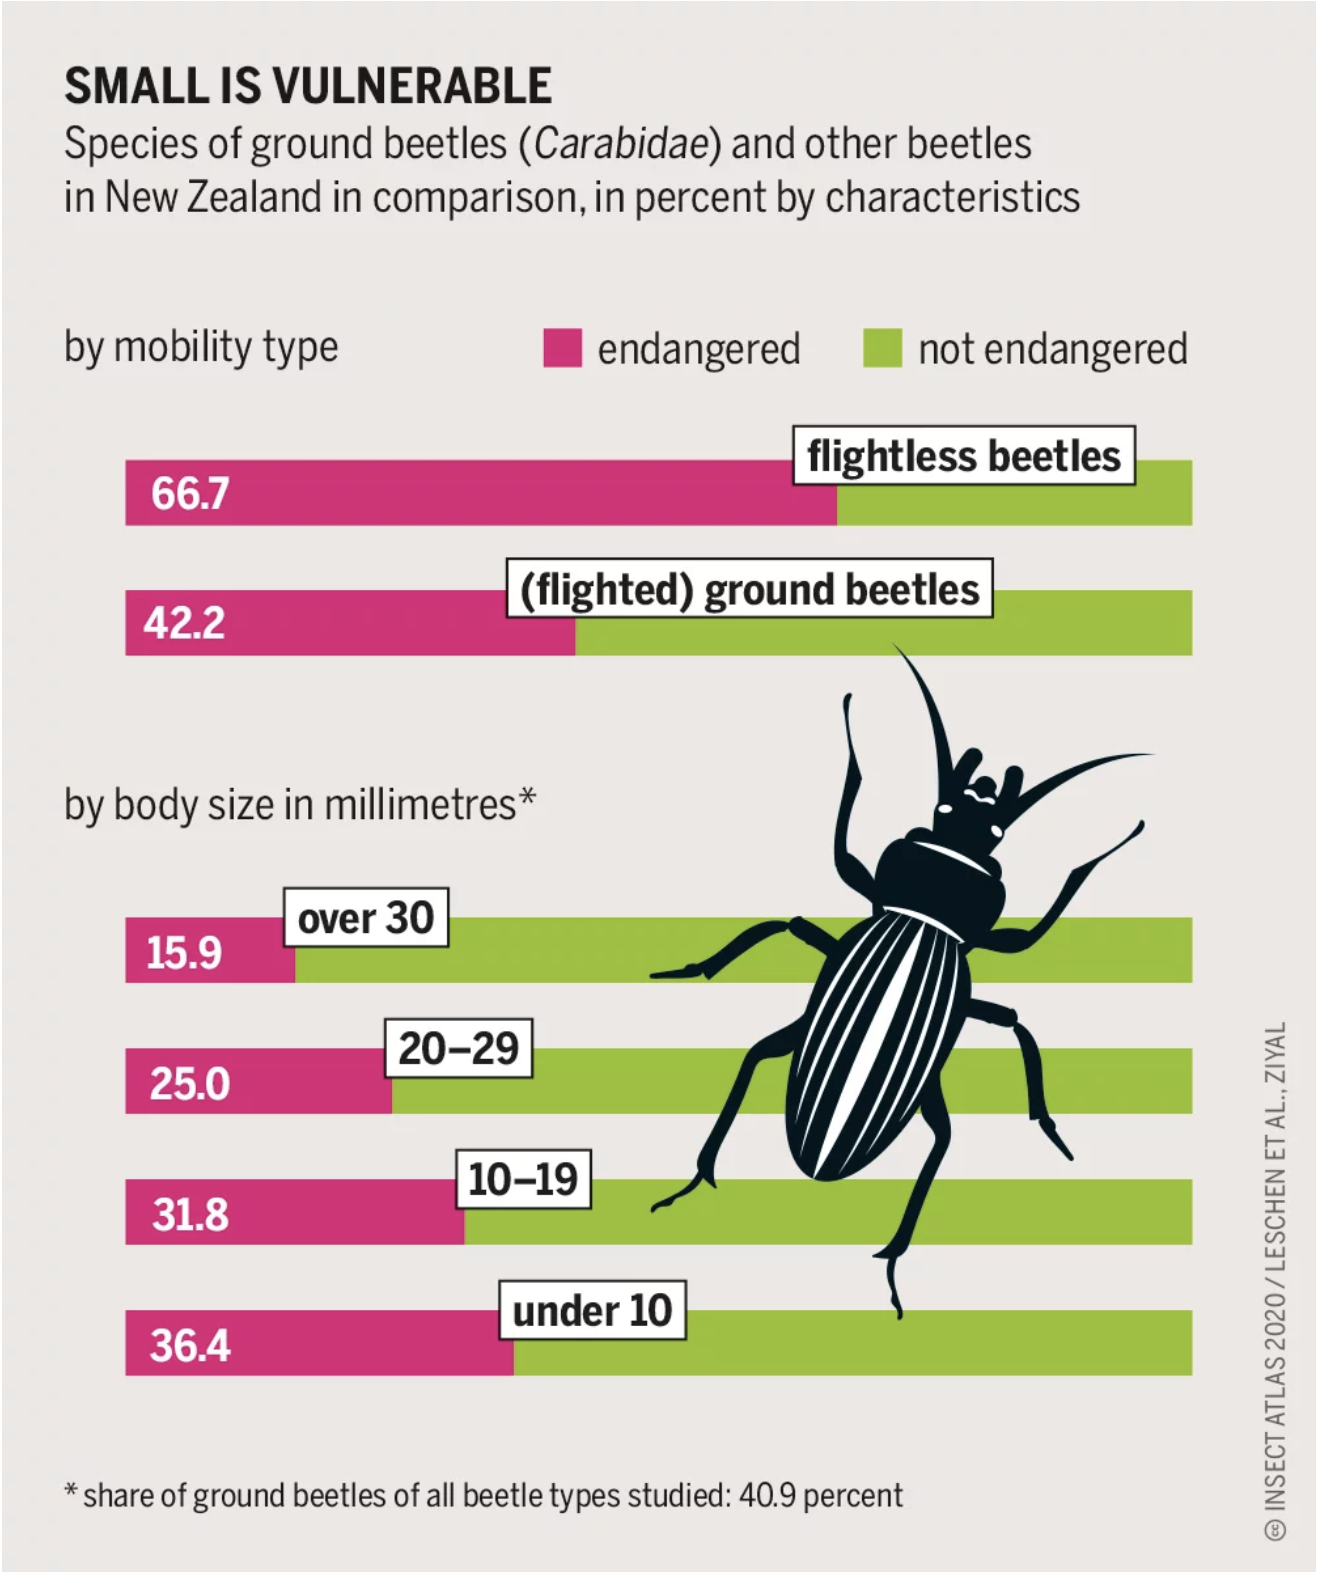 SMALL IS VULNERABLE
Species of ground beetles (Carabidae) and other beetles
in New Zealand in comparison, in percent by characteristics
by mobility type
endangered
not endangered
flightless beetles
66.7
(flighted) ground beetles
42.2
by body size in millimetres*
over 30
15.9
20–29
25.0
10–19
31.8
under 10
36.4
* share of ground beetles of all beetle types studied: 40.9 percent
cc INSECT ATLAS 2020 / LESCHEN ET AL., ZIYAL